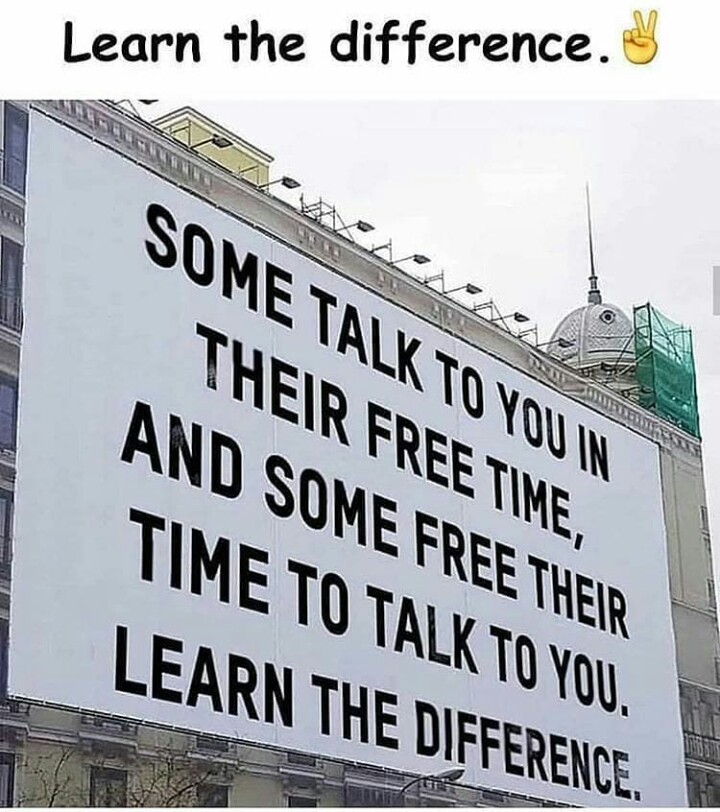 Learn the difference.✌
SOME TALK TO YOU IN
THEIR FREE TIME,
AND SOME FREE THEIR
TIME TO TALK TO YOU.
LEARN THE DIFFERENCE.